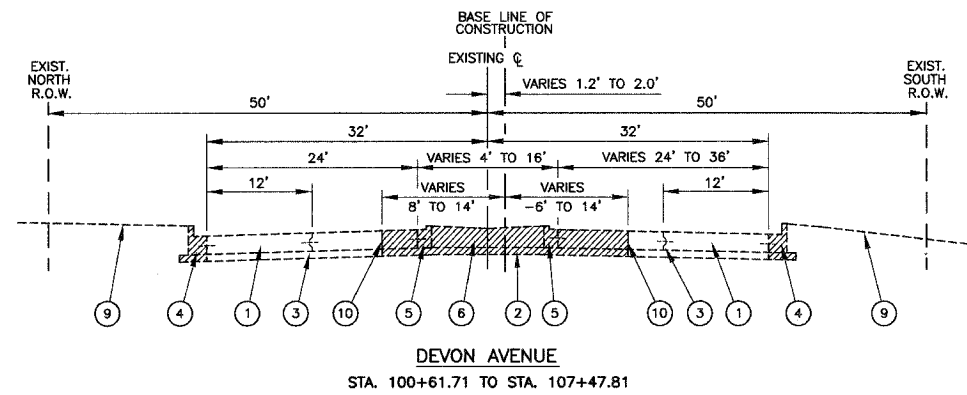 BASE LINE OF
CONSTRUCTION
EXISTING ℄
EXIST.
NORTH
R.O.W.
EXIST.
SOUTH
R.O.W.
VARIES 1.2' TO 2.0'
50'
50'
32'
32'
24'
VARIES 4' TO 16'
VARIES 24' TO 36'
12'
VARIES
8' TO 14'
VARIES
-6' TO 14'
12'
9
4
1
3
10
5
6
2
5
10
3
1
4
9
DEVON AVENUE
STA. 100+61.71 TO STA. 107+47.81